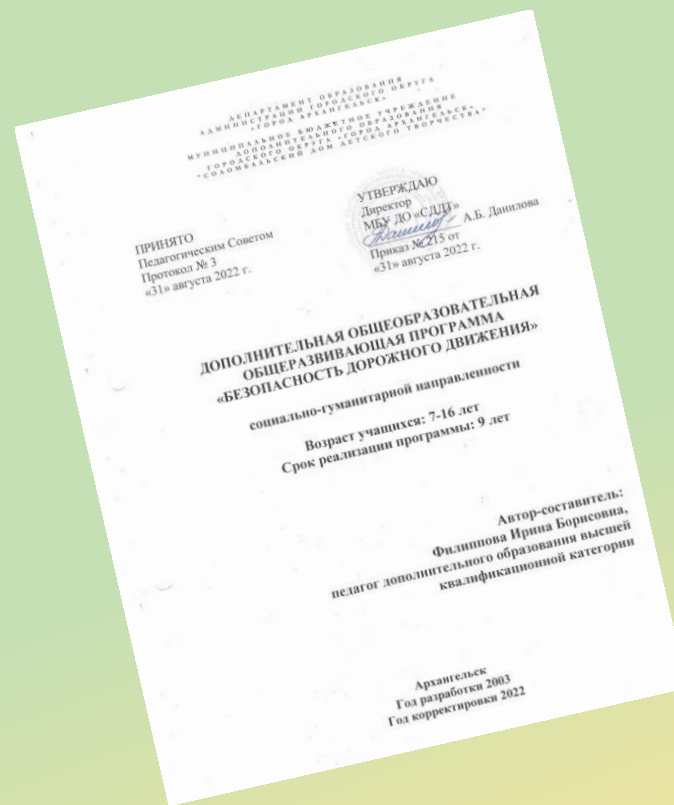 ДЕПАРТАМЕНТ ОБРАЗОВАНИЯ
АДМИНИСТРАЦИИ ГОРОДСКОГО ОКРУГА
«ГОРОД АРХАНГЕЛЬСК»
МУНИЦИПАЛЬНОЕ БЮДЖЕТНОЕ УЧРЕЖДЕНИЕ
ДОПОЛНИТЕЛЬНОГО ОБРАЗОВАНИЯ
ГОРОДСКОГО ОКРУГА «ГОРОД АРХАНГЕЛЬСК»
"СОЛОМБАЛЬСКИЙ ДОМ ДЕТСКОГО ТВОРЧЕСТВА"
ПРИНЯТО
Педагогическим Советом
Протокол № 3
«31» августа 2022 г.
УТВЕРЖДАЮ
Директор
МБУ ДО «СДДТ»
А.Б. Данилова
Приказ № 215 от
«31» августа 2022 г.
ДОПОЛНИТЕЛЬНАЯ ОБЩЕОБРАЗОВАТЕЛЬНАЯ
ОБЩЕРАЗВИВАЮЩАЯ ПРОГРАММА
«БЕЗОПАСНОСТЬ ДОРОЖНОГО ДВИЖЕНИЯ»
социально-гуманитарной направленности
Возраст учащихся: 7-16 лет
Срок реализации программы: 9 лет
Автор-составитель:
Филиппова Ирина Борисовна,
педагог дополнительного образования высшей
квалификационной категории
Архангельск
Год разработки 2003
Год корректировки 2022